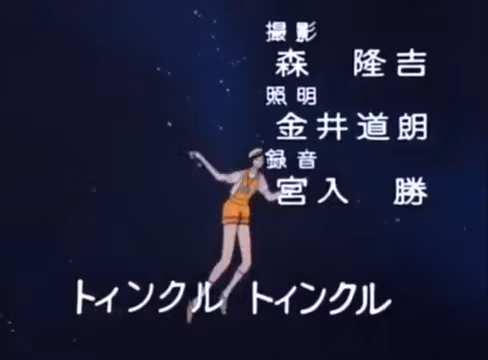 撮影
森　隆吉
照明
金井道朗
録音
宮入　勝
トィンクル トィンクル